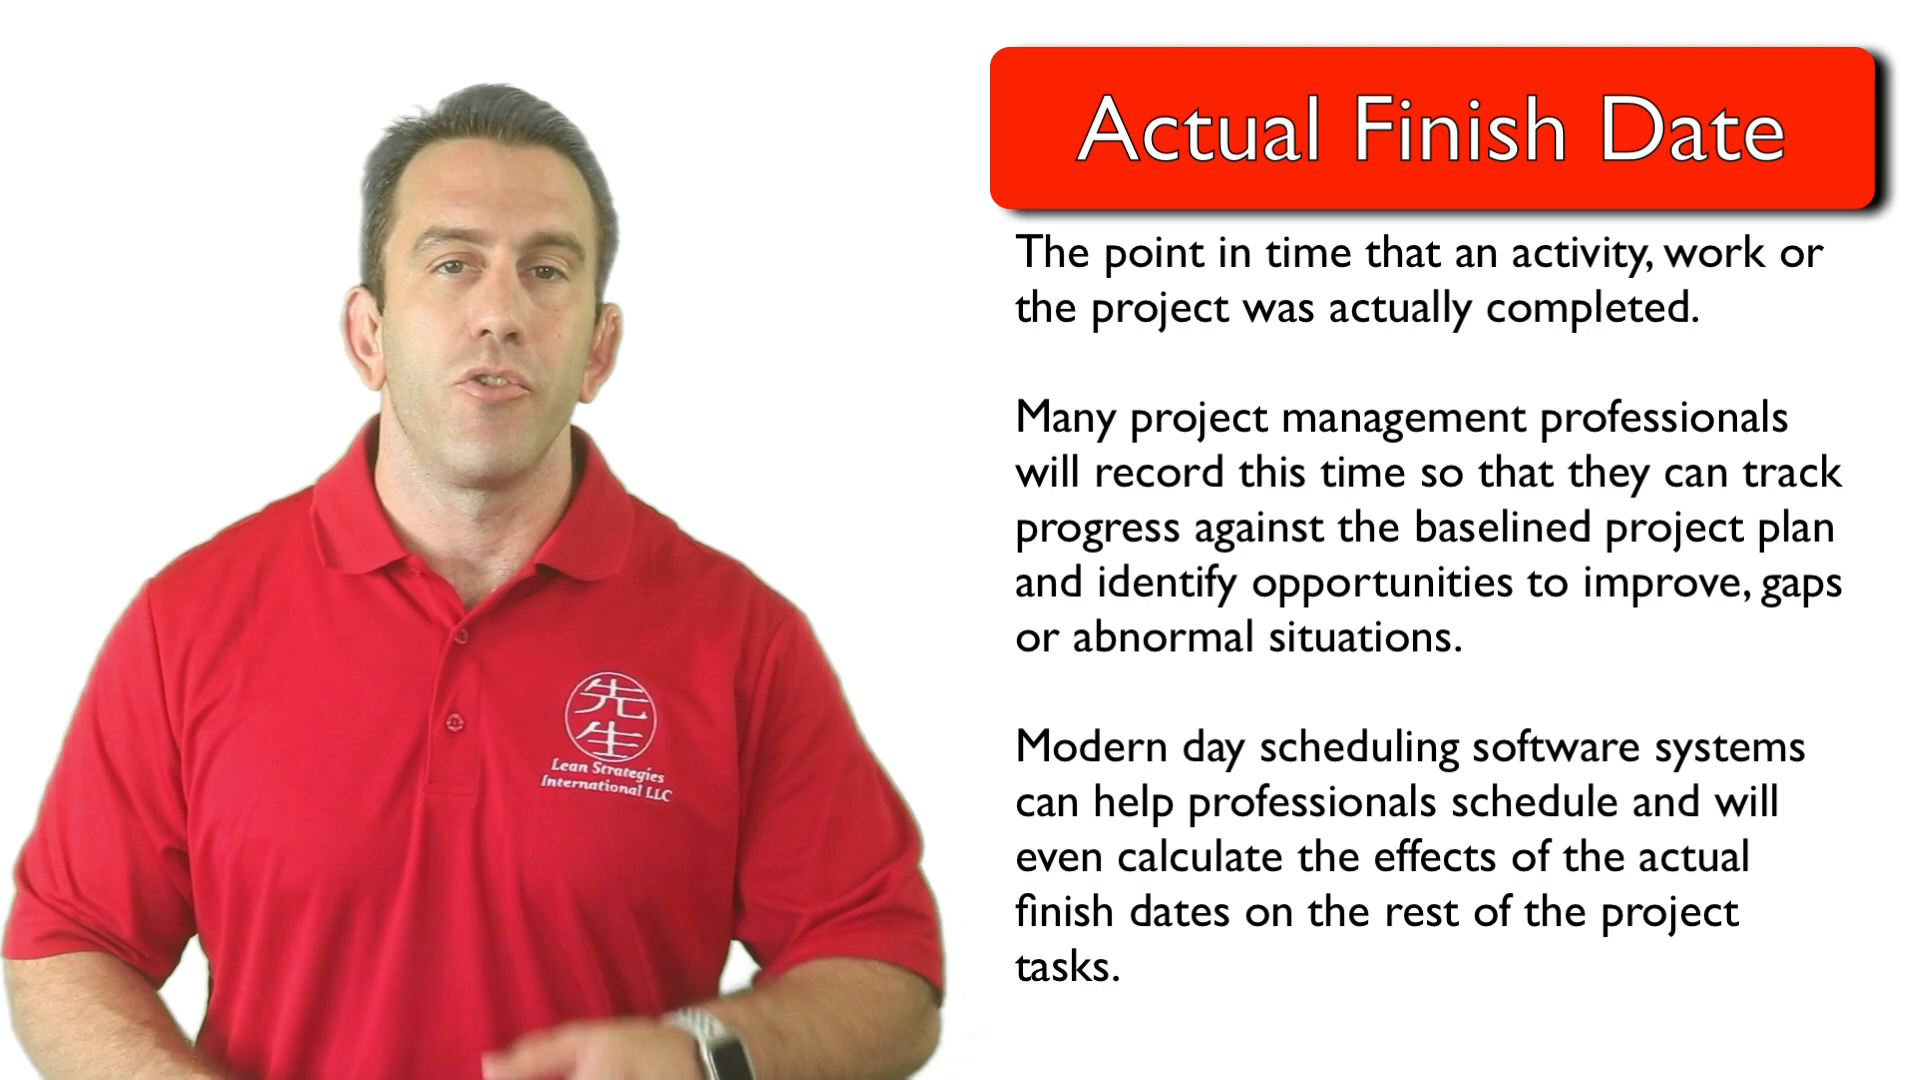 Actual Finish Date
The point in time that an activity, work or
the project was actually completed.
Many project management professionals
will record this time so that they can track
progress against the baselined project plan
and identify opportunities to improve, gaps
or abnormal situations.
Modern day scheduling software systems
can help professionals schedule and will
even calculate the effects of the actual
finish dates on the rest of the project
tasks.
先
生
Lean Strategies
International LLC